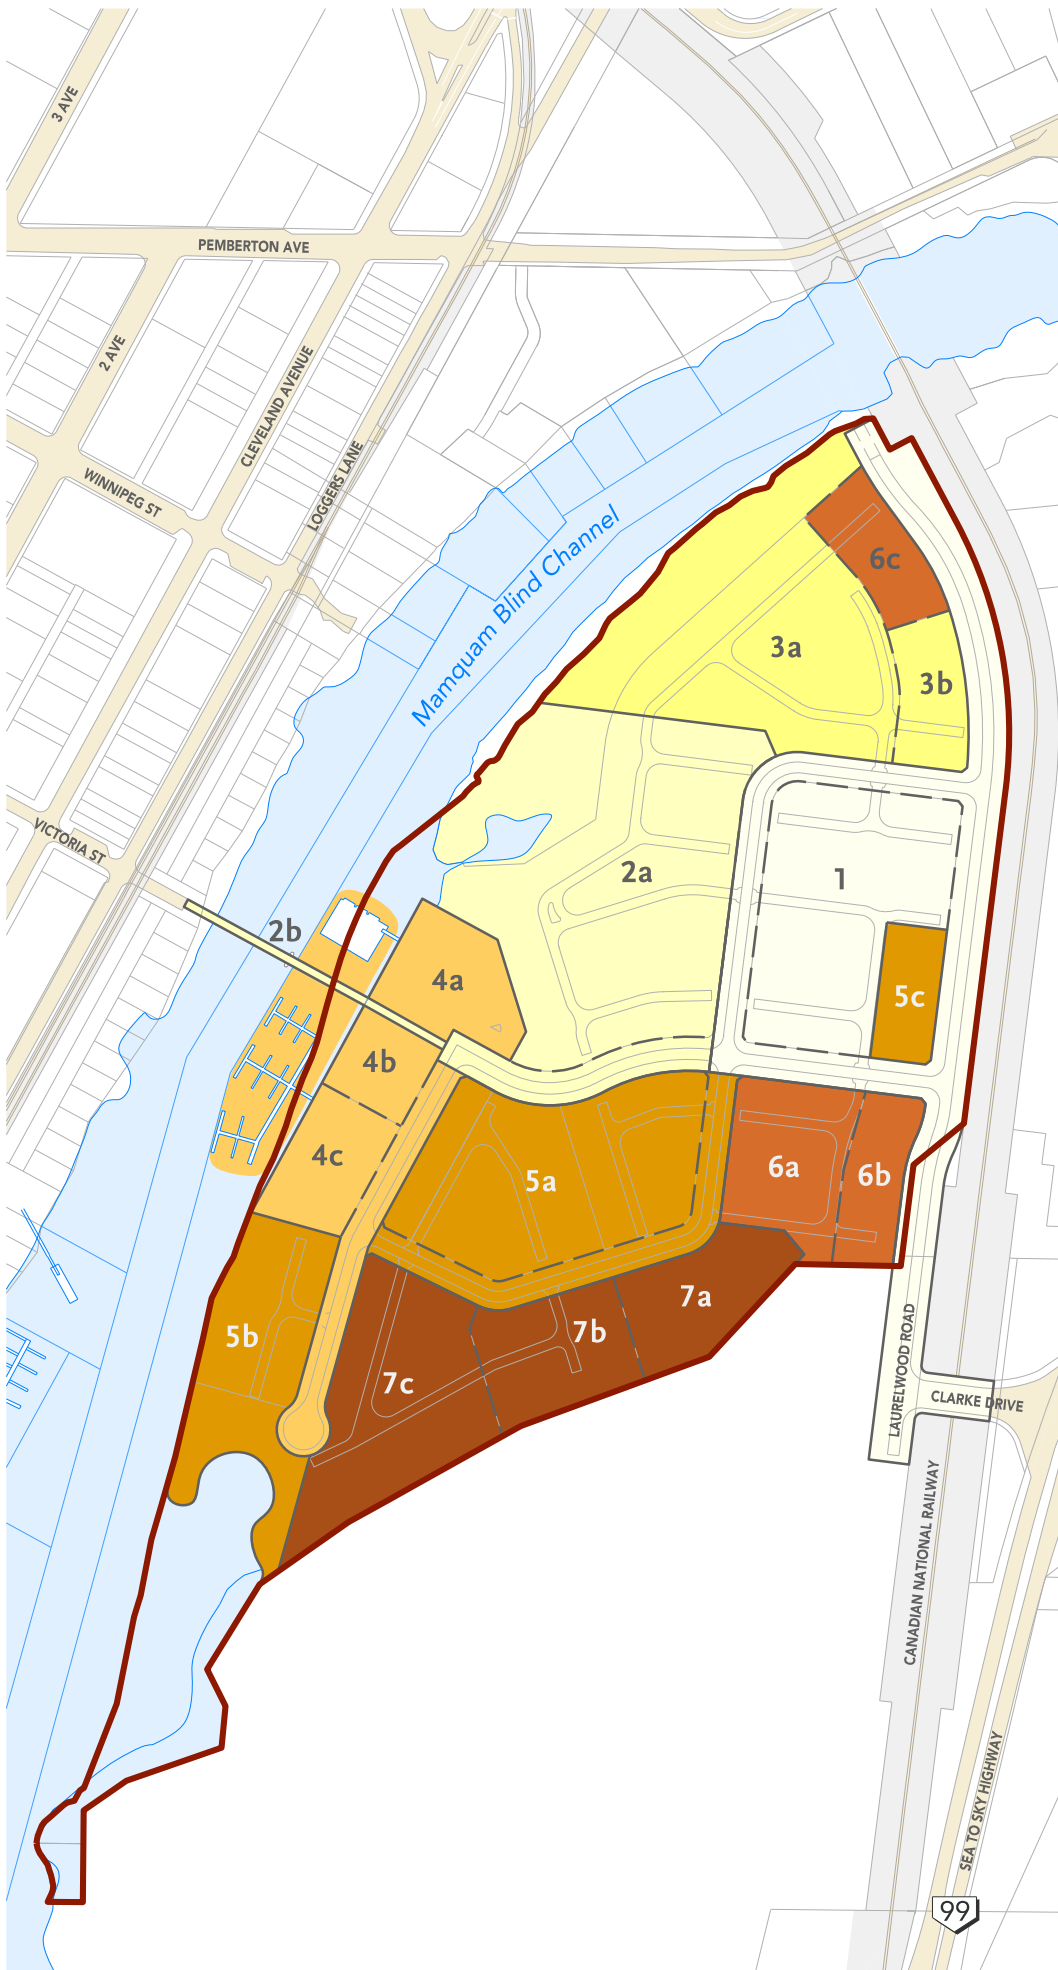 3 AVE
PEMBERTON AVE
2 AVE
CLEVELAND AVENUE
LOGGERS LANE
WINNIPEG ST
Mamquam Blind Channel
6c
3a
3b
VICTORIA ST
2a
1
2b
4a
5c
4b
4c
5a
6a
6b
7a
7b
5b
7c
LAURELWOOD ROAD
CLARKE DRIVE
CANADIAN NATIONAL RAILWAY
SEA TO SKY HIGHWAY
99